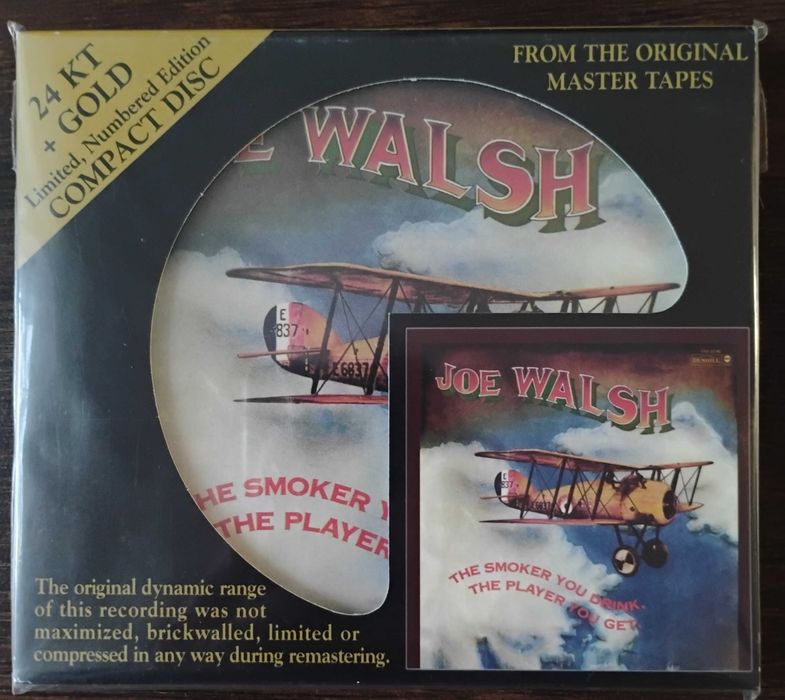 24 KT
+ GOLD
Limited, Numbered Edition
COMPACT DISC
FROM THE ORIGINAL
MASTER TAPES
E WALSH
E
837
E6837
HE SMOKER Y
THE PLAYER
JOE WALSH
THE SMOKER YOU DRINK,
THE PLAYER YOU GET
The original dynamic range
of this recording was not
maximized, brickwalled, limited or
compressed in any way during remastering.